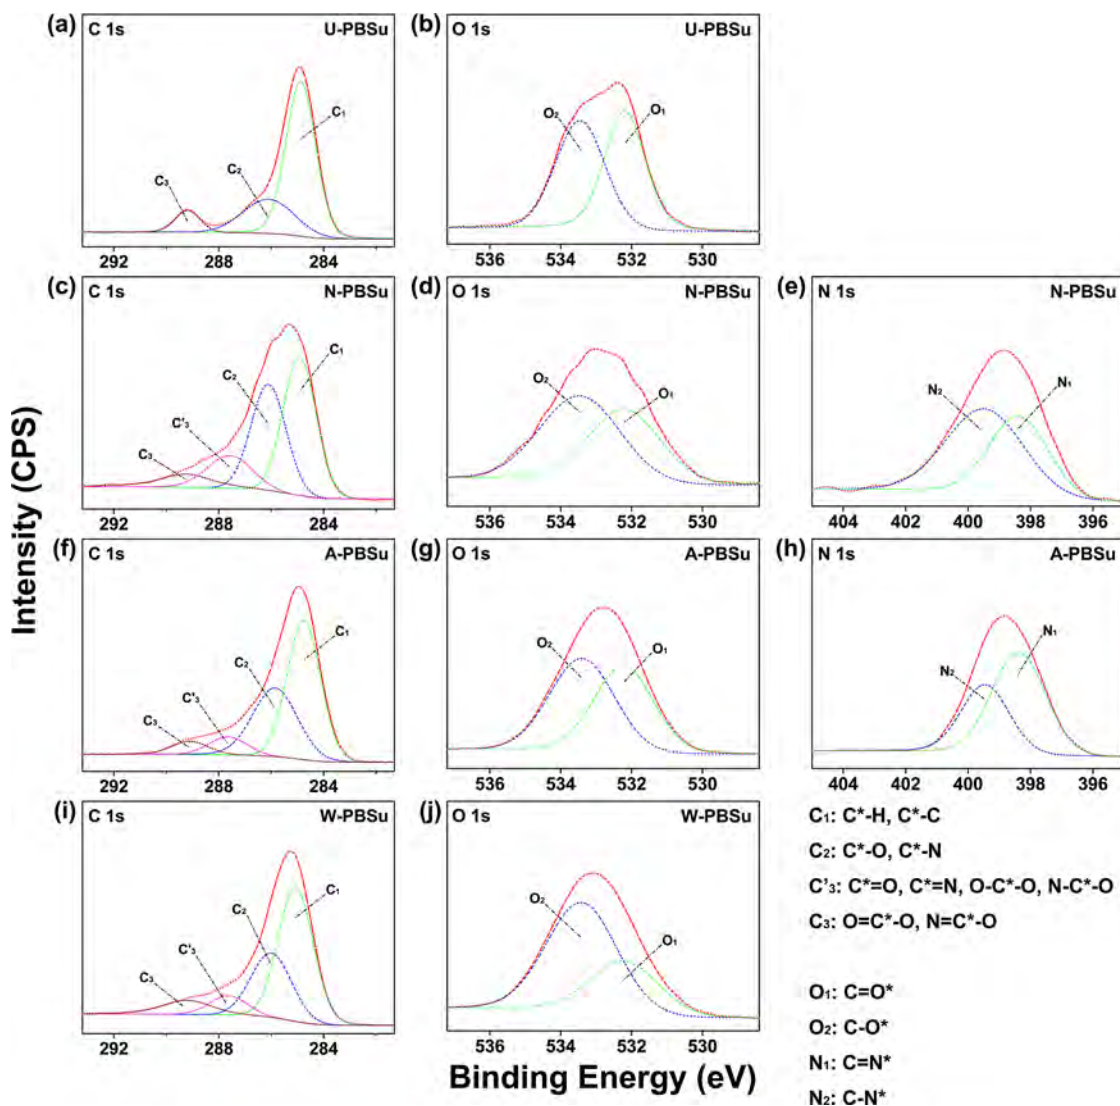 (a) C 1s U-PBSu
C₁
C₂
C₃
292 288 284
(b) O 1s U-PBSu
O₂
O₁
536 534 532 530
(c) C 1s N-PBSu
C₁
C₂
C'₃
C₃
292 288 284
(d) O 1s N-PBSu
O₂
O₁
536 534 532 530
(e) N 1s N-PBSu
N₂
N₁
404 402 400 398 396
(f) C 1s A-PBSu
C₁
C₂
C'₃
C₃
292 288 284
(g) O 1s A-PBSu
O₂
O₁
536 534 532 530
(h) N 1s A-PBSu
N₁
N₂
404 402 400 398 396
(i) C 1s W-PBSu
C₁
C₂
C'₃
C₃
292 288 284
(j) O 1s W-PBSu
O₂
O₁
536 534 532 530
Intensity (CPS)
Binding Energy (eV)
C₁: C*-H, C*-C
C₂: C*-O, C*-N
C'₃: C*=O, C*=N, O-C*-O, N-C*-O
C₃: O=C*-O, N=C*-O
O₁: C=O*
O₂: C-O*
N₁: C=N*
N₂: C-N*